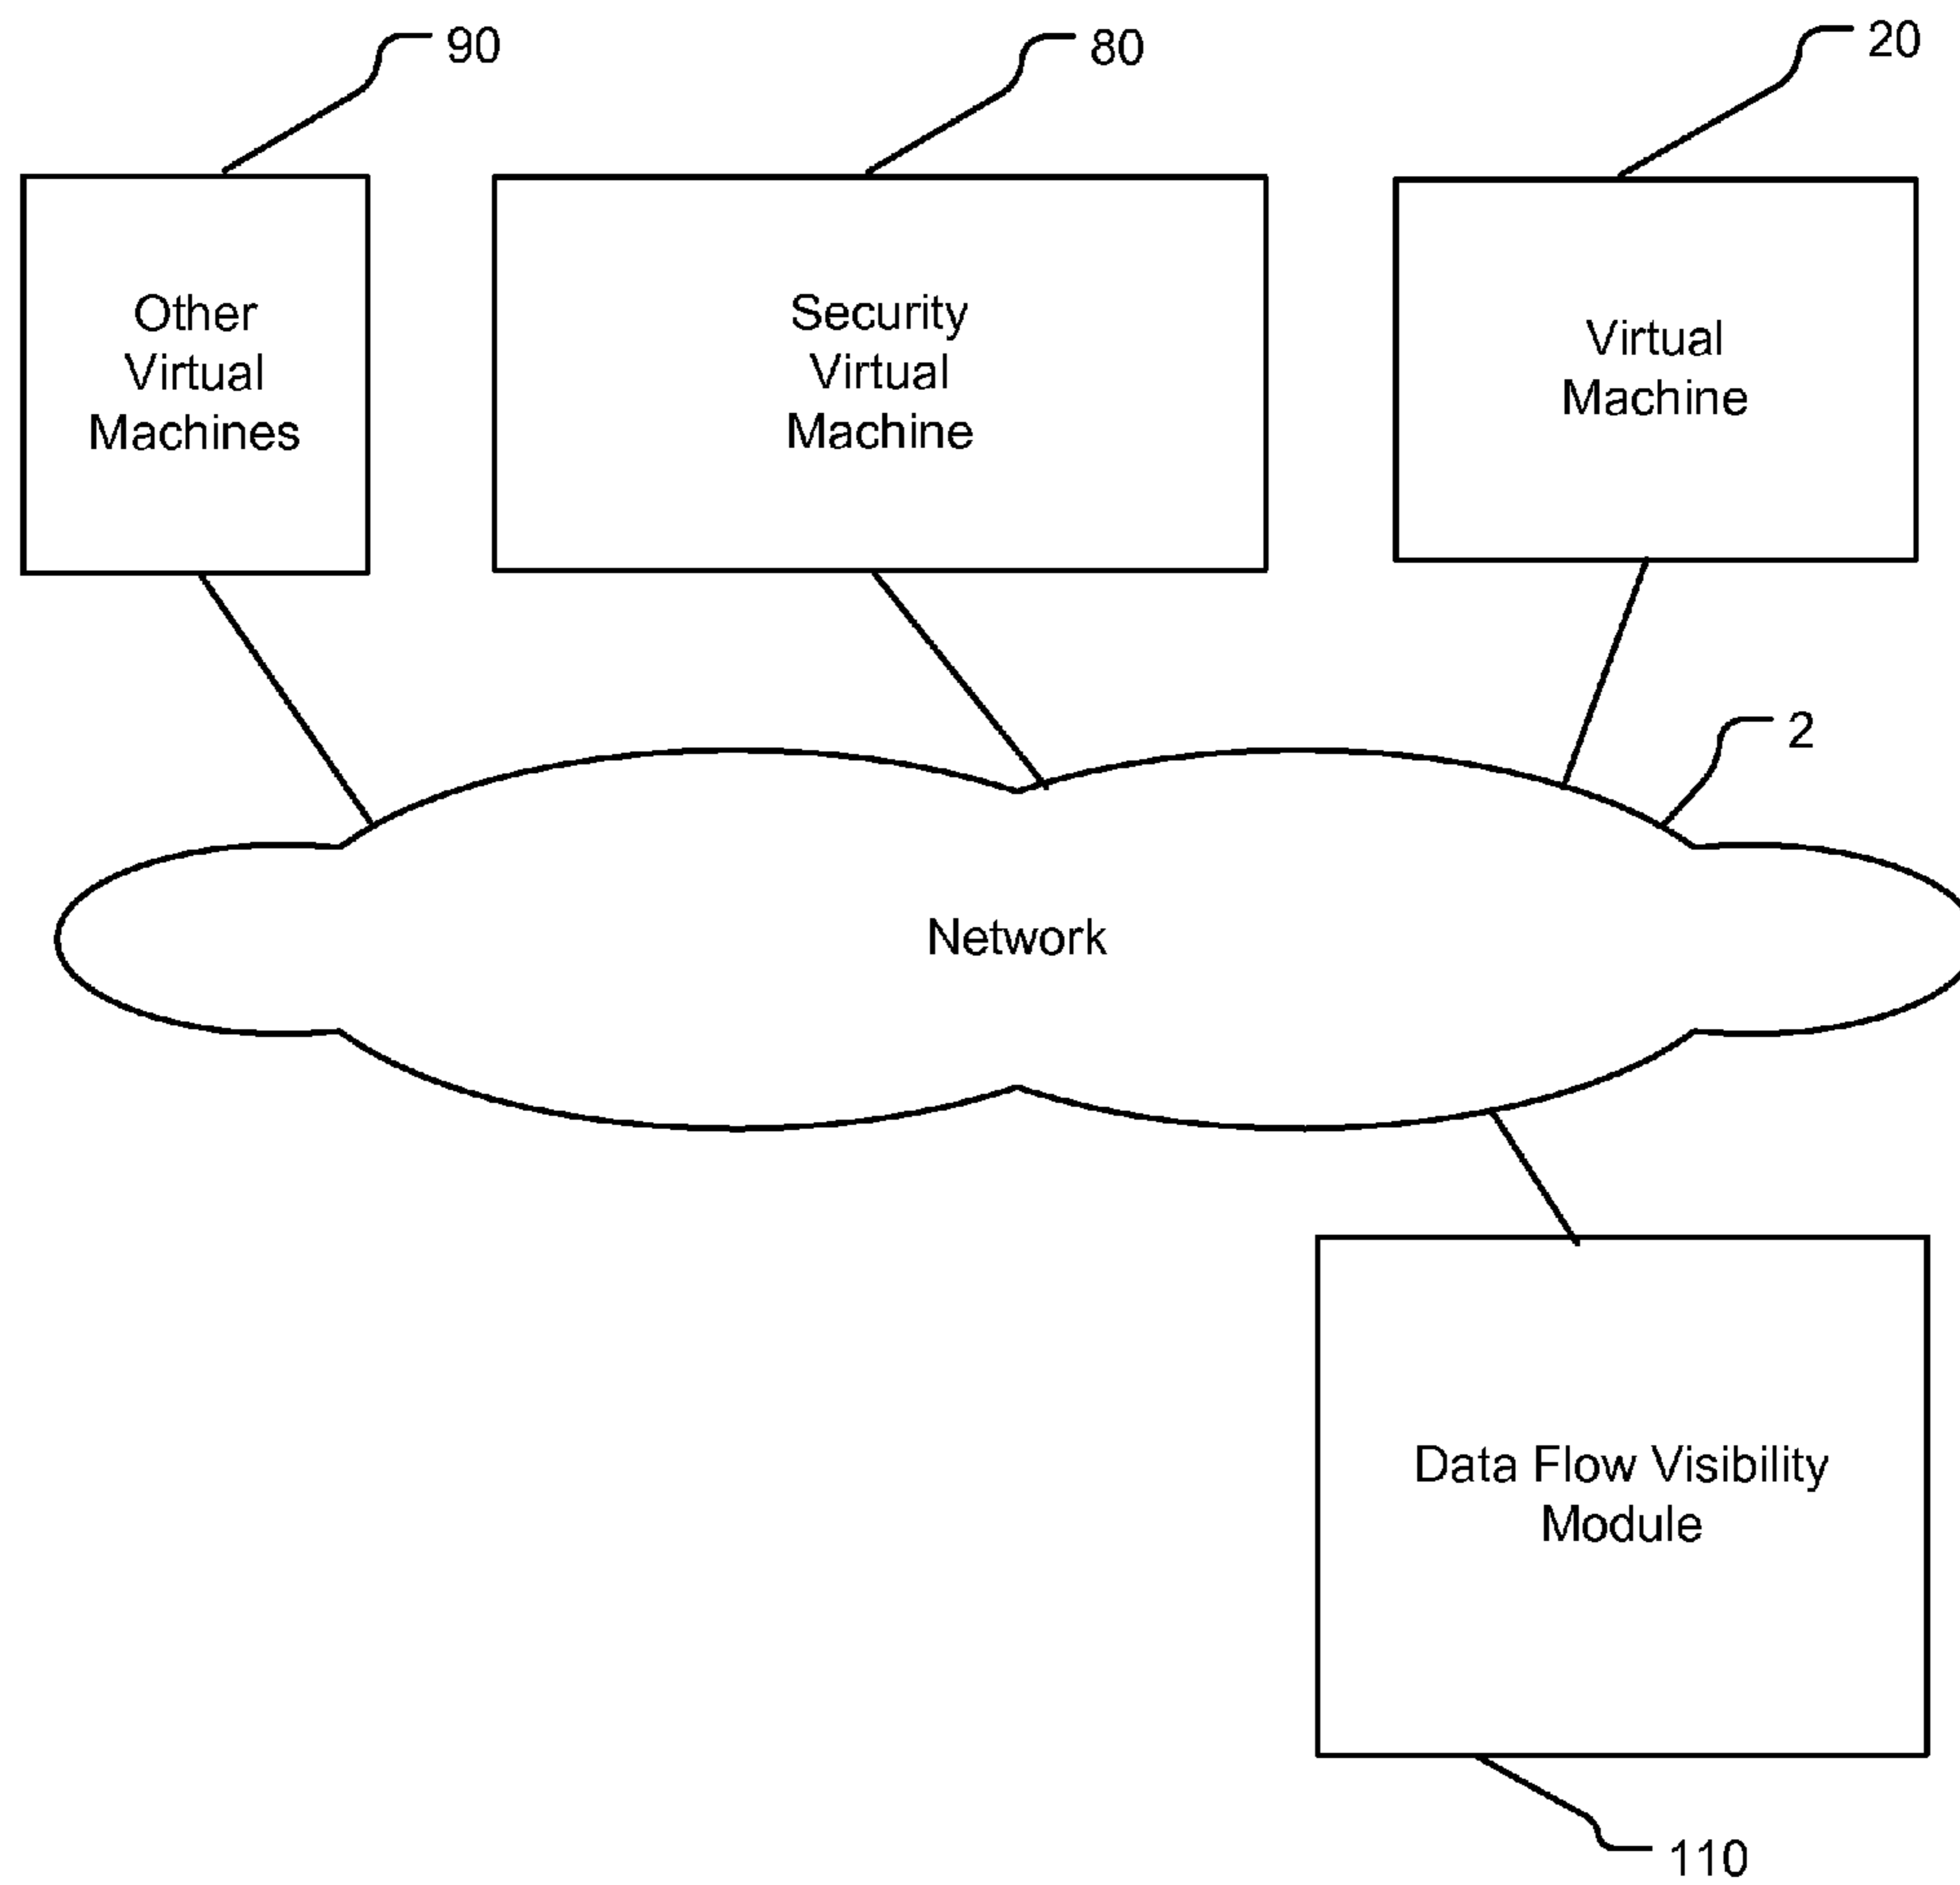 90
80
20
Other
Virtual
Machines
Security
Virtual
Machine
Virtual
Machine
2
Network
Data Flow Visibility
Module
110